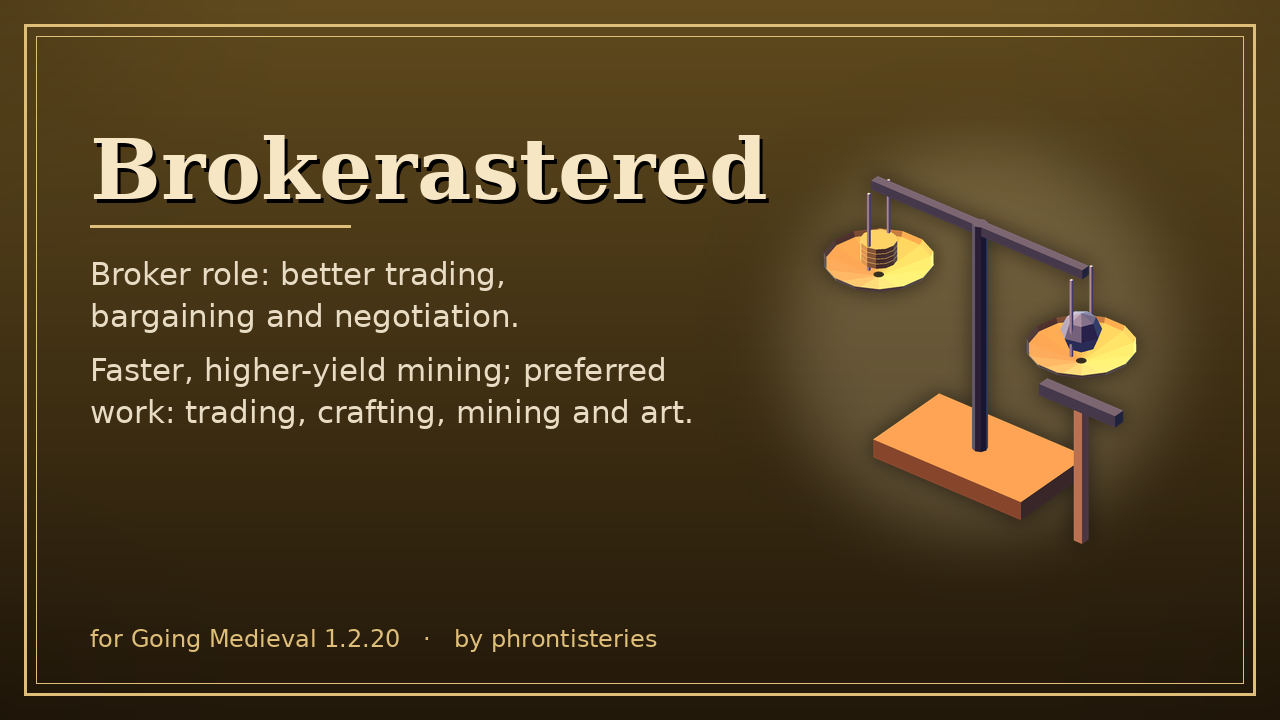 Brokerastered
Broker role: better trading,
bargaining and negotiation.
Faster, higher-yield mining; preferred
work: trading, crafting, mining and art.
for Going Medieval 1.2.20 · by phrontisteries